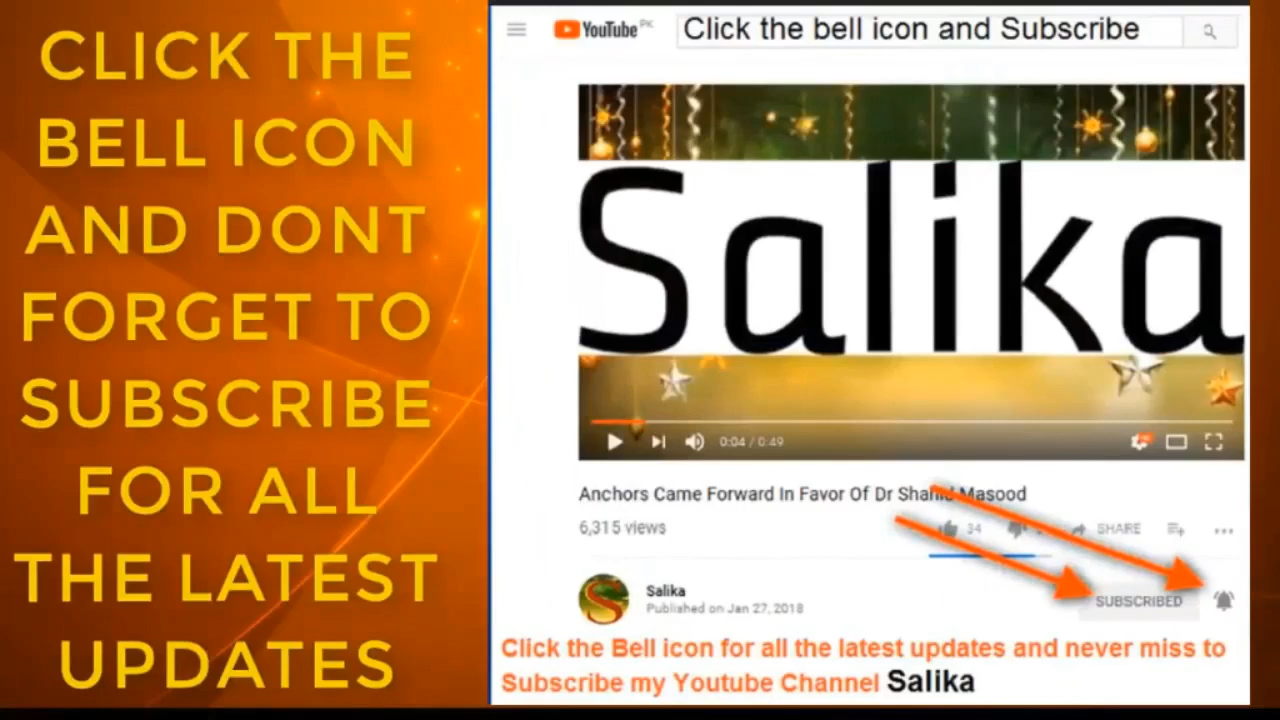 CLICK THE
BELL ICON
AND DONT
FORGET TO
SUBSCRIBE
FOR ALL
THE LATEST
UPDATES
YouTube PK
Click the bell icon and Subscribe
Salika
0:04 / 0:49
Anchors Came Forward In Favor Of Dr Shahid Masood
6,315 views
34
SHARE
Salika
Published on Jan 27, 2018
SUBSCRIBED
Click the Bell icon for all the latest updates and never miss to
Subscribe my Youtube Channel Salika